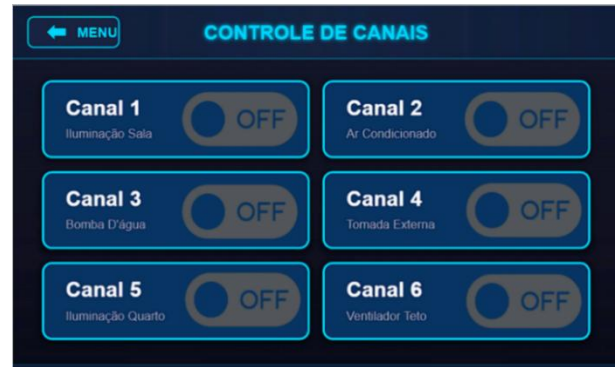 MENU
CONTROLE DE CANAIS
Canal 1
Iluminação Sala
OFF
Canal 2
Ar Condicionado
OFF
Canal 3
Bomba D'água
OFF
Canal 4
Tomada Externa
OFF
Canal 5
Iluminação Quarto
OFF
Canal 6
Ventilador Teto
OFF